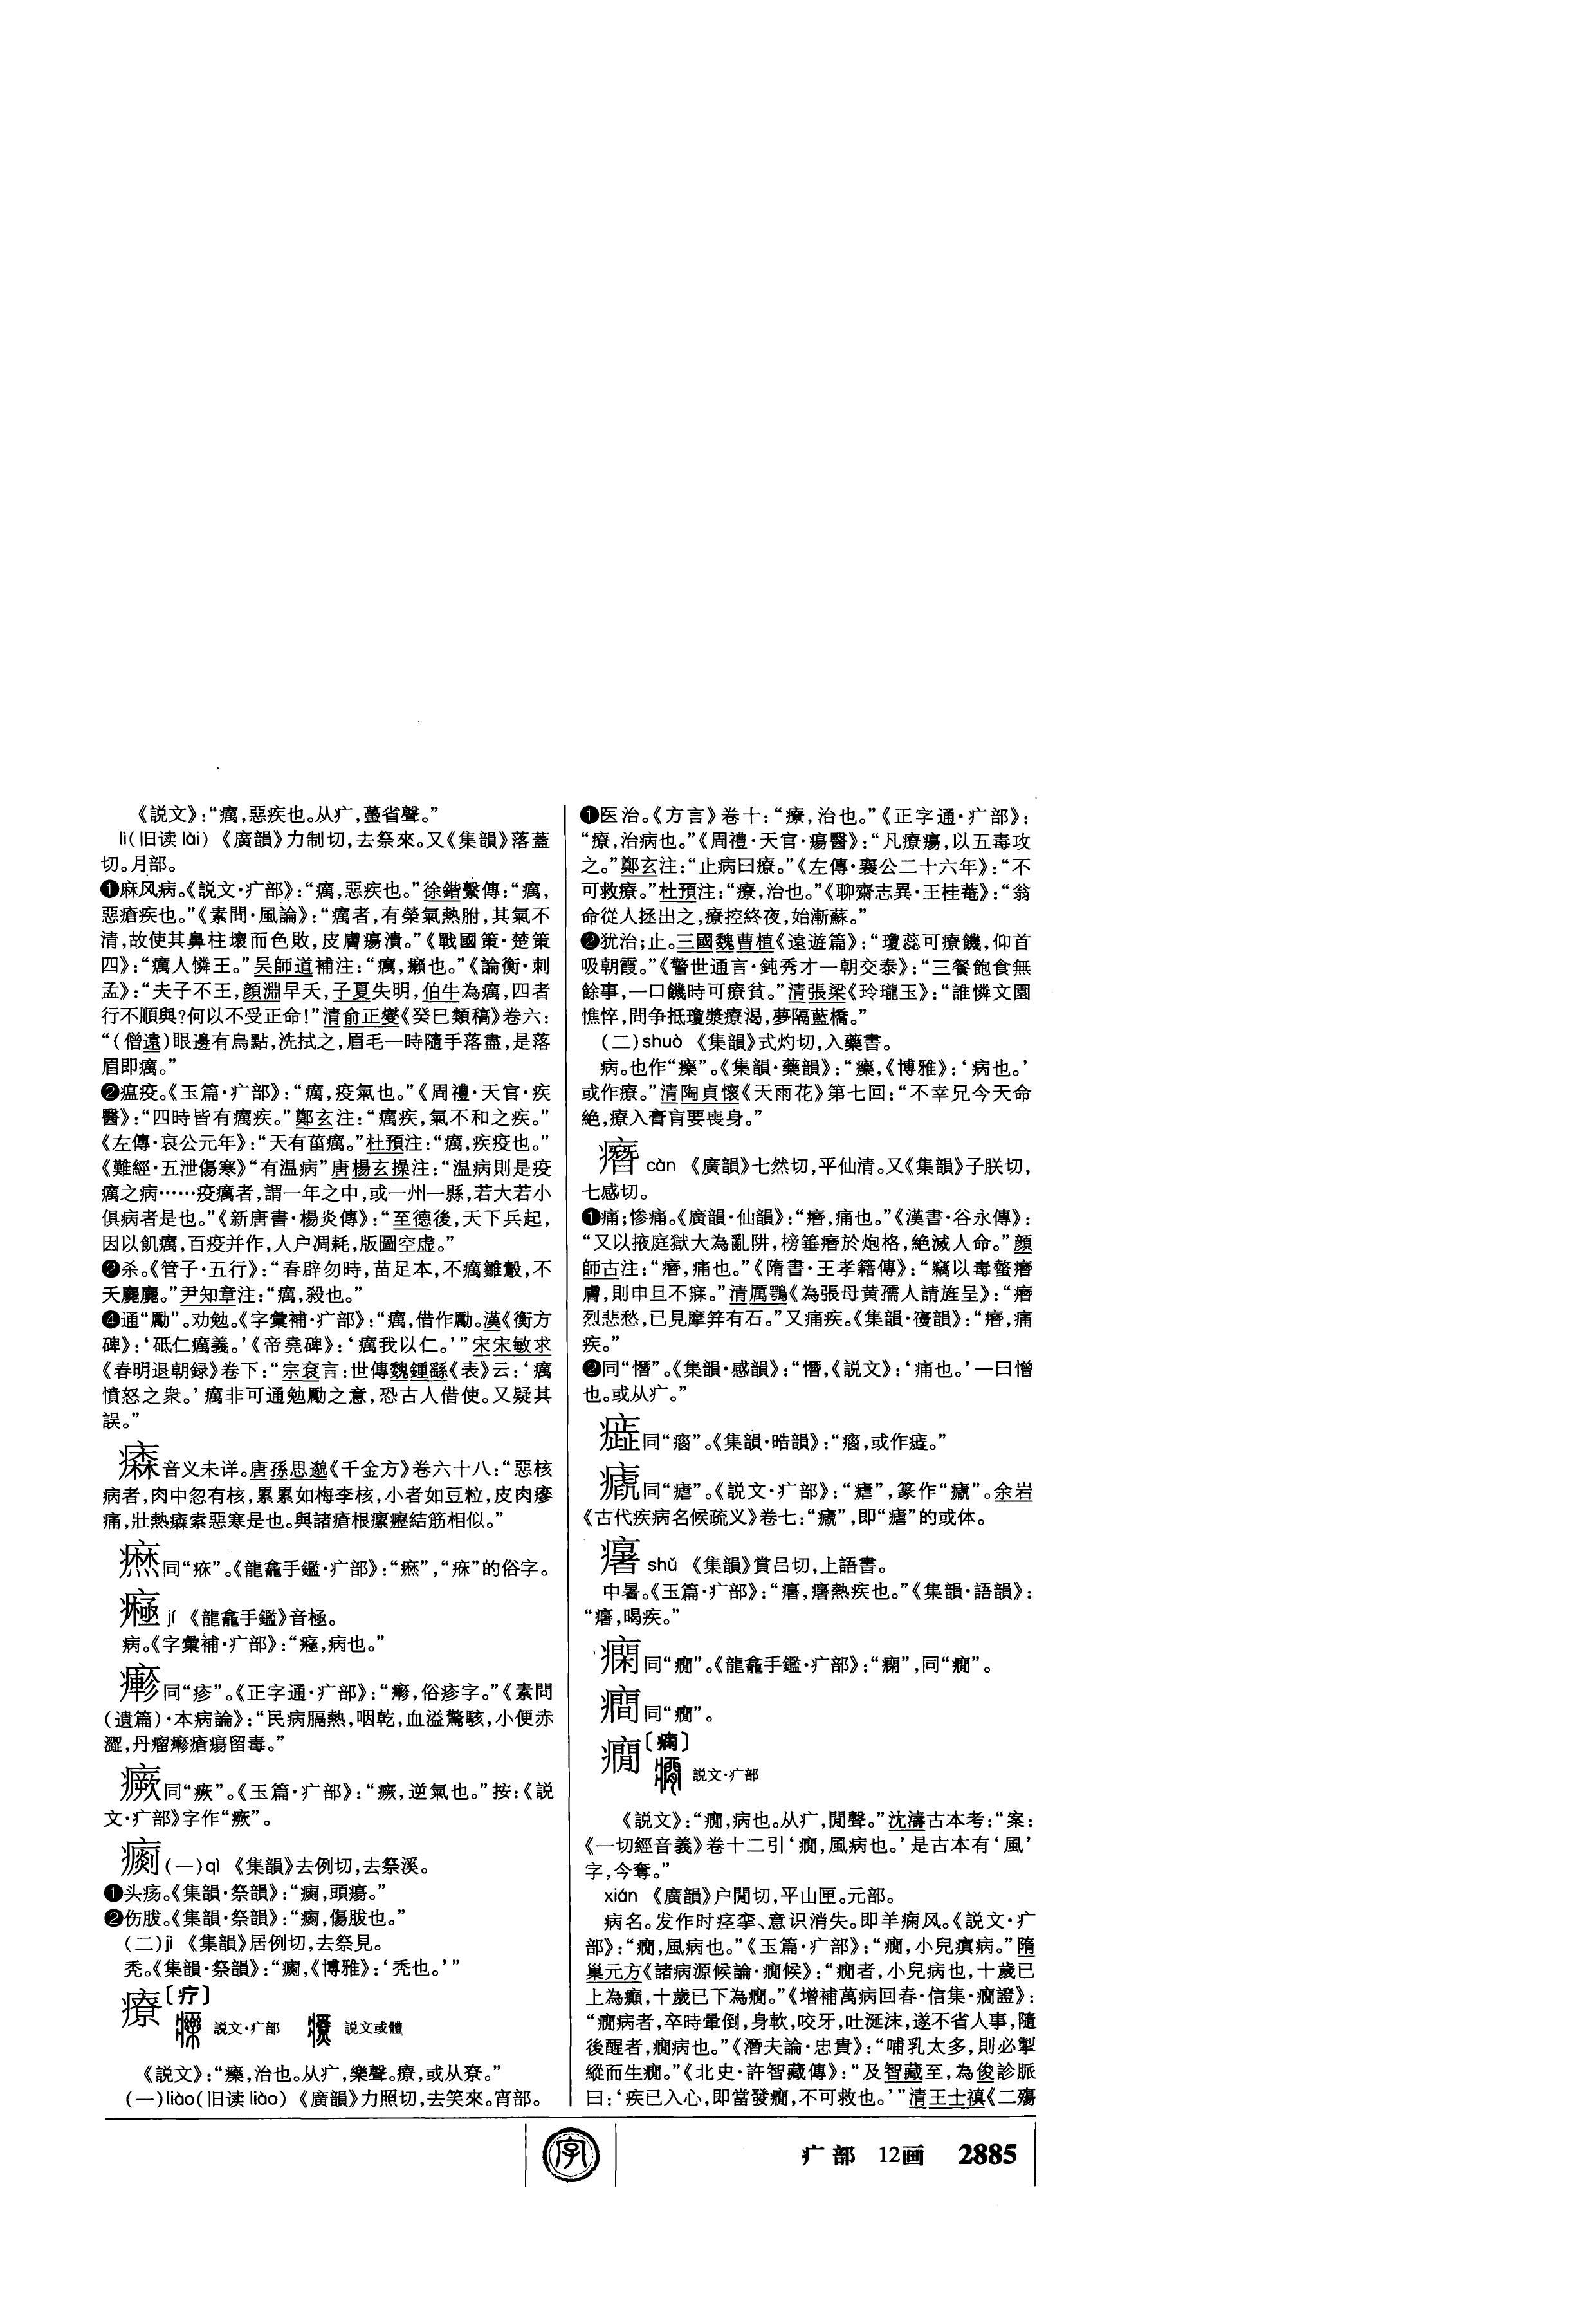 《説文》：“癘，惡疾也。从疒，蠆省聲。”
lì（旧读lài）《廣韻》力制切，去祭來。又《集韻》落蓋
切。月部。
❶麻风病。《説文·疒部》：“癘，惡疾也。”徐鍇繫傳：“癘，
惡瘡疾也。”《素問·風論》：“癘者，有榮氣熱胕，其氣不
清，故使其鼻柱壞而色敗，皮膚瘍潰。”《戰國策·楚策
四》：“癘人憐王。”吴師道補注：“癘，癩也。”《論衡·刺
孟》：“夫子不王，顔淵早夭，子夏失明，伯牛為癘，四者
行不順與？何以不受正命！”清俞正燮《癸巳類稿》卷六：
“（僧遠）眼邊有烏點，洗拭之，眉毛一時隨手落盡，是落
眉即癘。”
❷瘟疫。《玉篇·疒部》：“癘，疫氣也。”《周禮·天官·疾
醫》：“四時皆有癘疾。”鄭玄注：“癘疾，氣不和之疾。”
《左傳·哀公元年》：“天有菑癘。”杜預注：“癘，疾疫也。”
《難經·五泄傷寒》“有温病”唐楊玄操注：“温病則是疫
癘之病……疫癘者，謂一年之中，或一州一縣，若大若小
俱病者是也。”《新唐書·楊炎傳》：“至德後，天下兵起，
因以飢癘，百疫并作，人户凋耗，版圖空虚。”
❷杀。《管子·五行》：“春辟勿時，苗足本，不癘雛鷇，不
夭麑麌。”尹知章注：“癘，殺也。”
❹通“勵”。劝勉。《字彙補·疒部》：“癘，借作勵。漢《衡方
碑》：‘砥仁癘義。’《帝堯碑》：‘癘我以仁。’”宋宋敏求
《春明退朝録》卷下：“宗袞言：世傳魏鍾繇《表》云：‘癘
憤怒之衆。’癘非可通勉勵之意，恐古人借使。又疑其
誤。”
音义未详。唐孫思邈《千金方》卷六十八：“惡核
病者，肉中忽有核，累累如梅李核，小者如豆粒，皮肉瘮
痛，壯熱索惡寒是也。與諸瘡根瘰癧結筋相似。”
同“痳”。《龍龕手鑑·疒部》：“”，“痳”的俗字。
jí《龍龕手鑑》音極。
病。《字彙補·疒部》：“，病也。”
同“疹”。《正字通·疒部》：“，俗疹字。”《素問
（遺篇）·本病論》：“民病膈熱，咽乾，血溢驚駭，小便赤
澀，丹瘤瘡瘍留毒。”
𤺤同“瘚”。《玉篇·疒部》：“，逆氣也。”按：《説
文·疒部》字作“瘚”。
（一）qì《集韻》去例切，去祭溪。
❶头疡。《集韻·祭韻》：“，頭瘍。”
❷伤胈。《集韻·祭韻》：“，傷胈也。”
（二）jì《集韻》居例切，去祭見。
秃。《集韻·祭韻》：“，《博雅》：‘秃也。’”
療〔疗〕
説文·疒部　説文或體
《説文》：“㿉，治也。从疒，樂聲。療，或从尞。”
（一）liáo（旧读liào）《廣韻》力照切，去笑來。宵部。
❶医治。《方言》卷十：“療，治也。”《正字通·疒部》：
“療，治病也。”《周禮·天官·瘍醫》：“凡療瘍，以五毒攻
之。”鄭玄注：“止病曰療。”《左傳·襄公二十六年》：“不
可救療。”杜預注：“療，治也。”《聊齋志異·王桂菴》：“翁
命從人拯出之，療控終夜，始漸蘇。”
❷犹治；止。三國魏曹植《遠遊篇》：“瓊蕊可療饑，仰首
吸朝霞。”《警世通言·鈍秀才一朝交泰》：“三餐飽食無
餘事，一口饑時可療貧。”清張梁《玲瓏玉》：“誰憐文園
憔悴，問争抵瓊漿療渴，夢隔藍橋。”
（二）shuò《集韻》式灼切，入藥書。
病。也作“𤻲”。《集韻·藥韻》：“，《博雅》：‘病也。’
或作療。”清陶貞懷《天雨花》第七回：“不幸兄今天命
絶，療入膏肓要喪身。”
㿊càn《廣韻》七然切，平仙清。又《集韻》子朕切，
七感切。
❶痛；惨痛。《廣韻·仙韻》：“，痛也。”《漢書·谷永傳》：
“又以掖庭獄大為亂阱，榜箠於炮格，絶滅人命。”顔
師古注：“，痛也。”《隋書·王孝籍傳》：“竊以毒螫
膚，則申旦不寐。”清厲鶚《為張母黄孺人請旌呈》：“
烈悲愁，已見摩笄有石。”又痛疾。《集韻·𡪢韻》：“，痛
疾。”
❷同“憯”。《集韻·感韻》：“憯，《説文》：‘痛也。’一曰憎
也。或从疒。”
同“”。《集韻·晧韻》：“，或作。”
同“瘧”。《説文·疒部》：“瘧”，篆作“”。余岩
《古代疾病名候疏义》卷七：“”，即“瘧”的或体。
shǔ《集韻》賞吕切，上語書。
中暑。《玉篇·疒部》：“，熱疾也。”《集韻·語韻》：
“，暍疾。”
同“癇”。《龍龕手鑑·疒部》：“”，同“癇”。
癎同“癇”。
癇〔痫〕
説文·疒部
《説文》：“癇，病也。从疒，閒聲。”沈濤古本考：“案：
《一切經音義》卷十二引‘癇，風病也。’是古本有‘風’
字，今奪。”
xián《廣韻》户閒切，平山匣。元部。
病名。发作时痉挛、意识消失。即羊痫风。《説文·疒
部》：“癇，風病也。”《玉篇·疒部》：“癇，小兒瘨病。”隋
巢元方《諸病源候論·癇候》：“癇者，小兒病也，十歲已
上為癲，十歲已下為癇。”《增補萬病回春·信集·癇證》：
“癇病者，卒時暈倒，身軟，咬牙，吐涎沫，遂不省人事，隨
後醒者，癇病也。”《潛夫論·忠貴》：“哺乳太多，則必掣
縱而生癇。”《北史·許智藏傳》：“及智藏至，為俊診脈
曰：‘疾已入心，即當發癇，不可救也。’”清王士禛《二殤
字
疒部　12画　2885